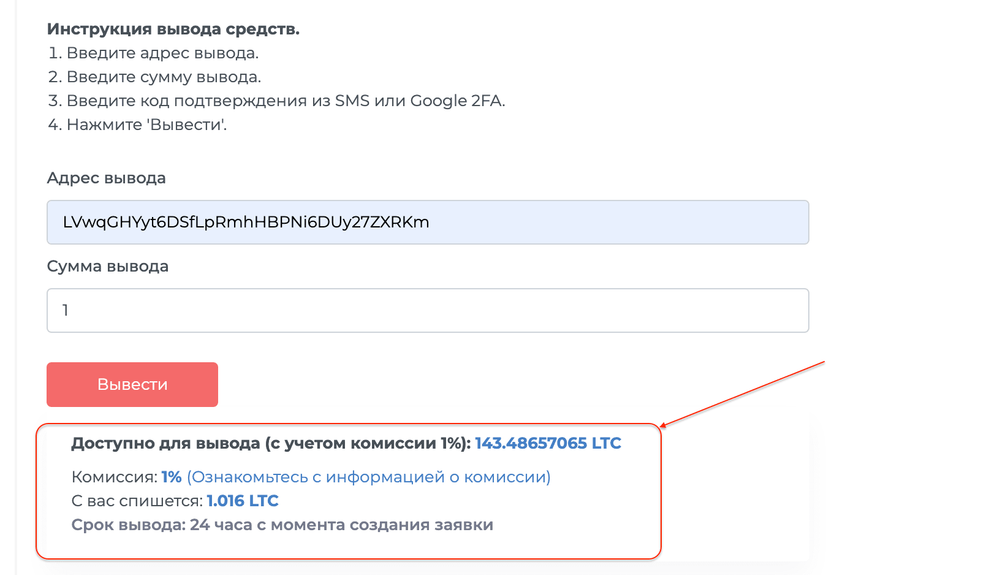 Инструкция вывода средств.
1. Введите адрес вывода.
2. Введите сумму вывода.
3. Введите код подтверждения из SMS или Google 2FA.
4. Нажмите 'Вывести'.
Адрес вывода
LVwqGHYyt6DSfLpRmhHBPNi6DUy27ZXRKm
Сумма вывода
1
Вывести
Доступно для вывода (с учетом комиссии 1%): 143.48657065 LTC
Комиссия: 1% (Ознакомьтесь с информацией о комиссии)
С вас спишется: 1.016 LTC
Срок вывода: 24 часа с момента создания заявки